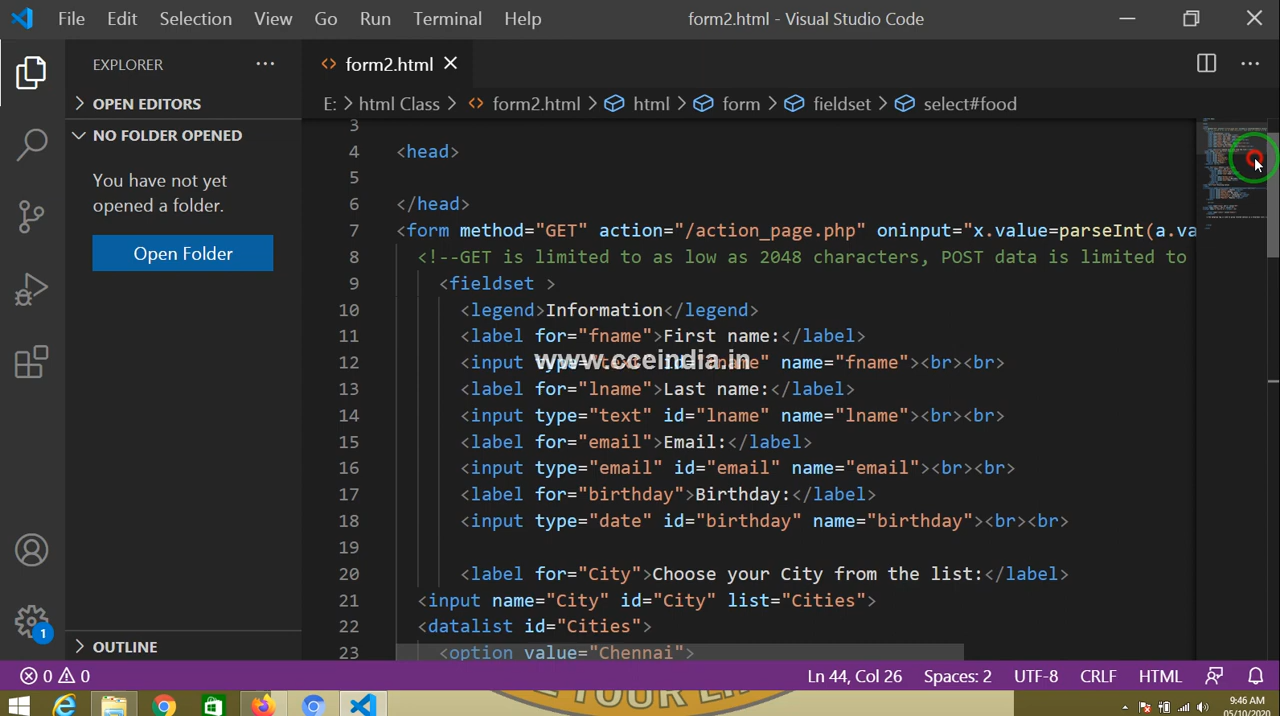 File Edit Selection View Go Run Terminal Help form2.html - Visual Studio Code
EXPLORER ··· form2.html
OPEN EDITORS E: > html Class > form2.html > html > form > fieldset > select#food
NO FOLDER OPENED
You have not yet
opened a folder.
Open Folder
3
4 <head>
5
6 </head>
7 <form method="GET" action="/action_page.php" oninput="x.value=parseInt(a.va
8 <!--GET is limited to as low as 2048 characters, POST data is limited to
9 <fieldset >
10 <legend>Information</legend>
11 <label for="fname">First name:</label>
12 <input type="text" id="fname" name="fname"><br><br>
www.cceindia.in
13 <label for="lname">Last name:</label>
14 <input type="text" id="lname" name="lname"><br><br>
15 <label for="email">Email:</label>
16 <input type="email" id="email" name="email"><br><br>
17 <label for="birthday">Birthday:</label>
18 <input type="date" id="birthday" name="birthday"><br><br>
19
20 <label for="City">Choose your City from the list:</label>
21 <input name="City" id="City" list="Cities">
22 <datalist id="Cities">
23 <option value="Chennai">
OUTLINE
1
0 0 Ln 44, Col 26 Spaces: 2 UTF-8 CRLF HTML
9:46 AM
05/10/2020